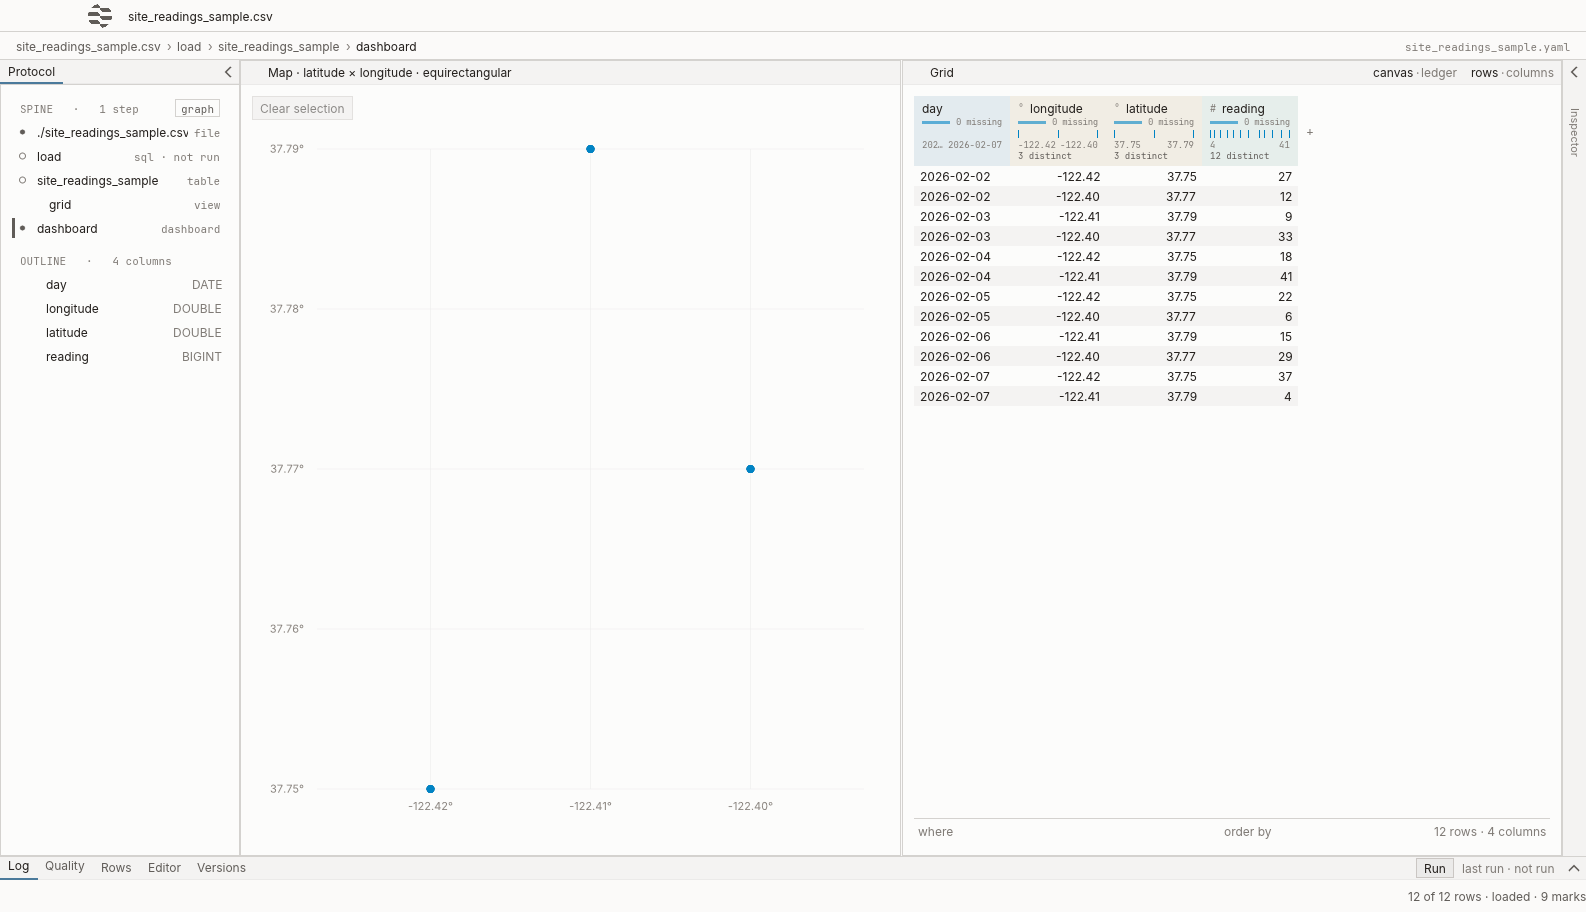 site_readings_sample.csv
site_readings_sample.csv › load › site_readings_sample › dashboard
site_readings_sample.yaml
Protocol
SPINE · 1 step graph
./site_readings_sample.csv file
load sql · not run
site_readings_sample table
grid view
dashboard dashboard
OUTLINE · 4 columns
day DATE
longitude DOUBLE
latitude DOUBLE
reading BIGINT
Map · latitude × longitude · equirectangular
Clear selection
37.79°
37.78°
37.77°
37.76°
37.75°
-122.42° -122.41° -122.40°
Grid
canvas · ledger rows · columns
day ° longitude ° latitude # reading
0 missing 0 missing 0 missing 0 missing
+
202… 2026-02-07 -122.42 -122.40 37.75 37.79 4 41
3 distinct 3 distinct 12 distinct
2026-02-02 -122.42 37.75 27
2026-02-02 -122.40 37.77 12
2026-02-03 -122.41 37.79 9
2026-02-03 -122.40 37.77 33
2026-02-04 -122.42 37.75 18
2026-02-04 -122.41 37.79 41
2026-02-05 -122.42 37.75 22
2026-02-05 -122.40 37.77 6
2026-02-06 -122.41 37.79 15
2026-02-06 -122.40 37.77 29
2026-02-07 -122.42 37.75 37
2026-02-07 -122.41 37.79 4
where order by 12 rows · 4 columns
Inspector
Log Quality Rows Editor Versions
Run last run · not run
12 of 12 rows · loaded · 9 marks